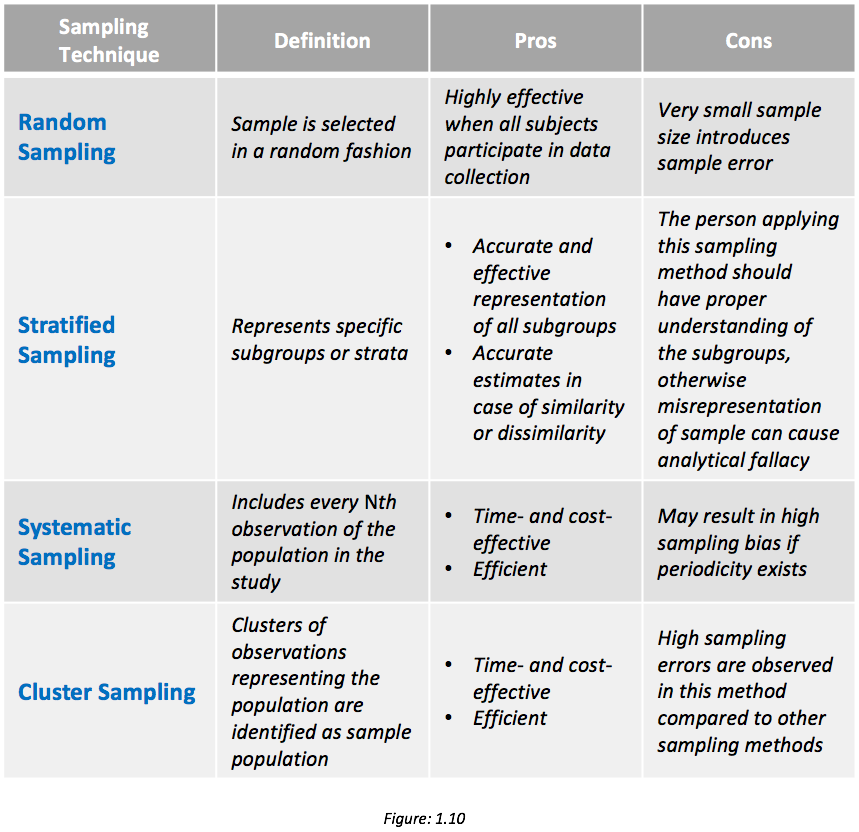 Sampling
Technique
Definition
Pros
Cons
Random
Sampling
Sample is selected
in a random fashion
Highly effective
when all subjects
participate in data
collection
Very small sample
size introduces
sample error
Stratified
Sampling
Represents specific
subgroups or strata
• Accurate and
effective
representation
of all subgroups
• Accurate
estimates in
case of similarity
or dissimilarity
The person applying
this sampling
method should
have proper
understanding of
the subgroups,
otherwise
misrepresentation
of sample can cause
analytical fallacy
Systematic
Sampling
Includes every Nth
observation of the
population in the
study
• Time- and cost-
effective
• Efficient
May result in high
sampling bias if
periodicity exists
Cluster Sampling
Clusters of
observations
representing the
population are
identified as sample
population
• Time- and cost-
effective
• Efficient
High sampling
errors are observed
in this method
compared to other
sampling methods
Figure: 1.10